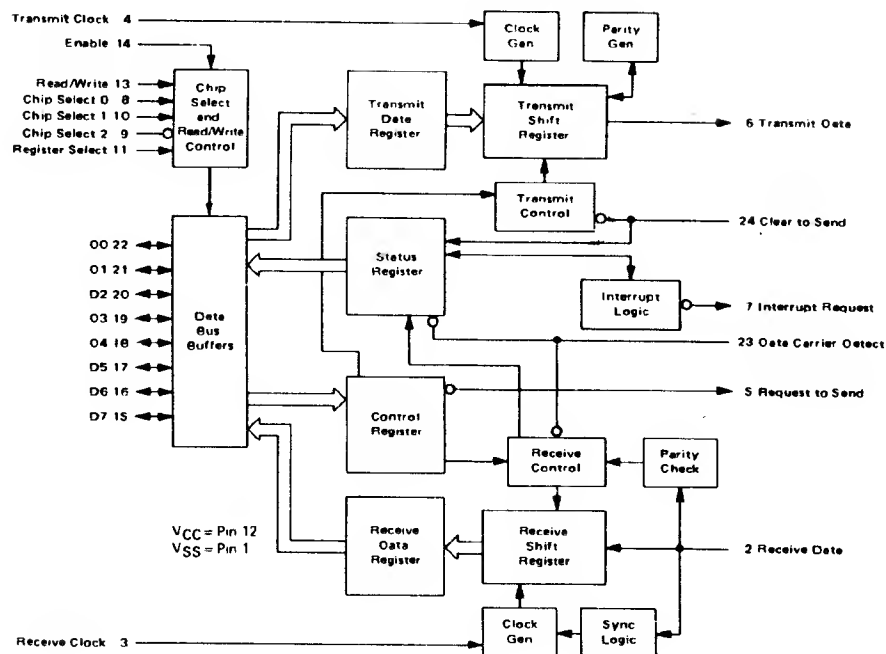 Transmit Clock 4
Clock
Gen
Parity
Gen
Enable 14
Read/Write 13
Chip Select 0 8
Chip Select 1 10
Chip Select 2 9
Register Select 11
Chip
Select
and
Read/Write
Control
Transmit
Data
Register
Transmit
Shift
Register
6 Transmit Data
Transmit
Control
24 Clear to Send
D0 22
D1 21
D2 20
D3 19
D4 18
D5 17
D6 16
D7 15
Data
Bus
Buffers
Status
Register
Interrupt
Logic
7 Interrupt Request
23 Data Carrier Detect
5 Request to Send
Control
Register
Receive
Control
Parity
Check
VCC = Pin 12
VSS = Pin 1
Receive
Data
Register
Receive
Shift
Register
2 Receive Data
Receive Clock 3
Clock
Gen
Sync
Logic